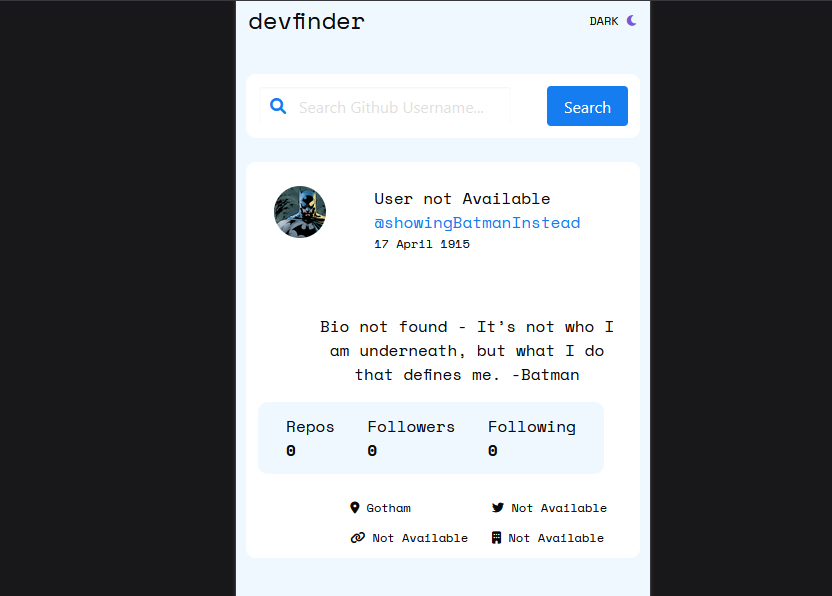 devfinder
DARK
Search Github Username...
Search
User not Available
@showingBatmanInstead
17 April 1915
Bio not found - It's not who I
am underneath, but what I do
that defines me. -Batman
Repos Followers Following
0 0 0
Gotham Not Available
Not Available Not Available